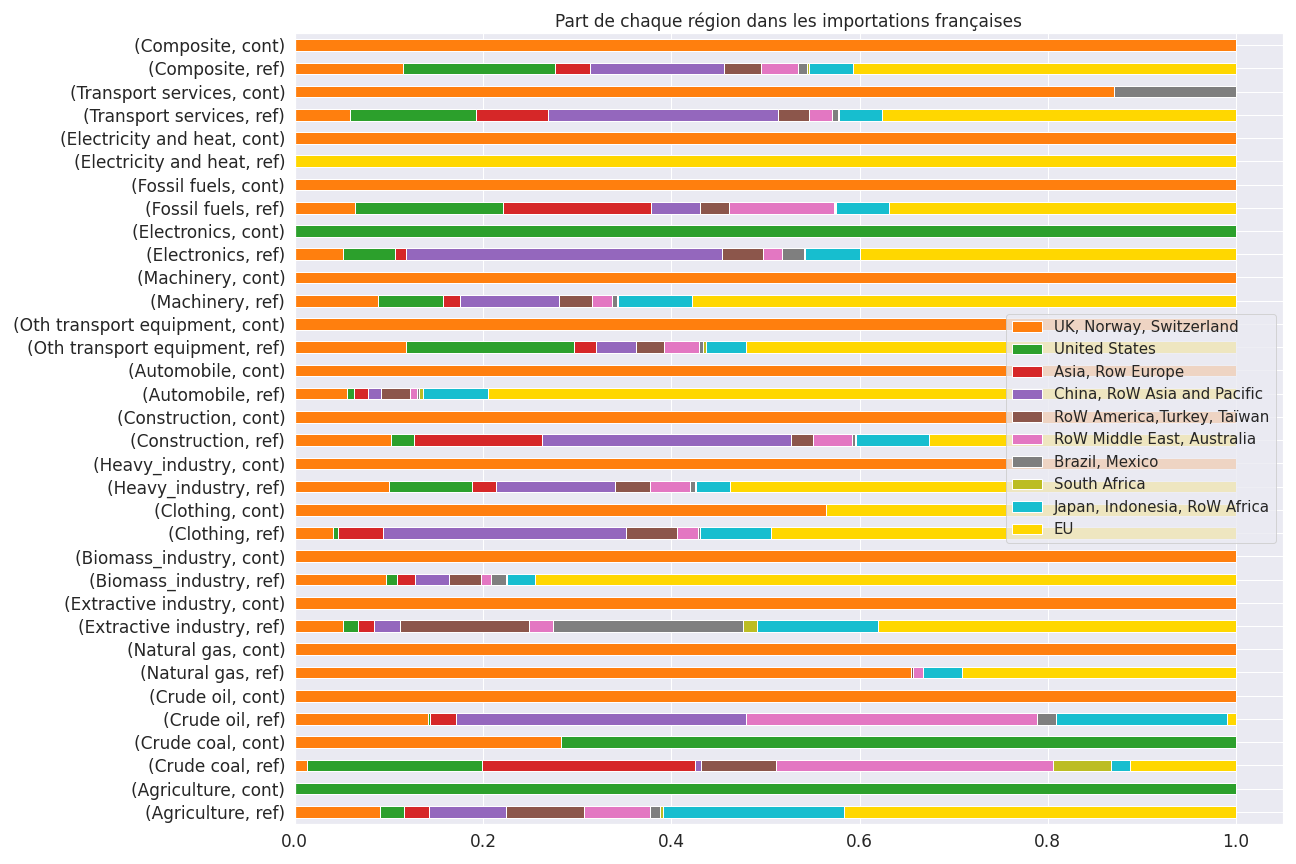 Part de chaque région dans les importations françaises
(Composite, cont)
(Composite, ref)
(Transport services, cont)
(Transport services, ref)
(Electricity and heat, cont)
(Electricity and heat, ref)
(Fossil fuels, cont)
(Fossil fuels, ref)
(Electronics, cont)
(Electronics, ref)
(Machinery, cont)
(Machinery, ref)
(Oth transport equipment, cont)
(Oth transport equipment, ref)
(Automobile, cont)
(Automobile, ref)
(Construction, cont)
(Construction, ref)
(Heavy_industry, cont)
(Heavy_industry, ref)
(Clothing, cont)
(Clothing, ref)
(Biomass_industry, cont)
(Biomass_industry, ref)
(Extractive industry, cont)
(Extractive industry, ref)
(Natural gas, cont)
(Natural gas, ref)
(Crude oil, cont)
(Crude oil, ref)
(Crude coal, cont)
(Crude coal, ref)
(Agriculture, cont)
(Agriculture, ref)
UK, Norway, Switzerland
United States
Asia, Row Europe
China, RoW Asia and Pacific
RoW America,Turkey, Taïwan
RoW Middle East, Australia
Brazil, Mexico
South Africa
Japan, Indonesia, RoW Africa
EU
0.0 0.2 0.4 0.6 0.8 1.0